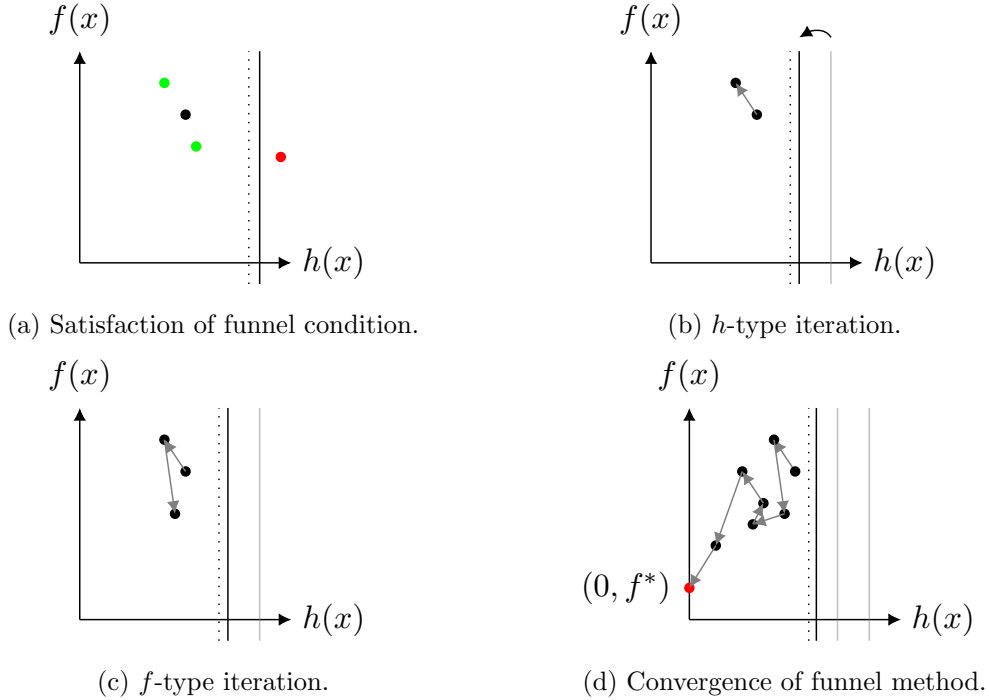 f(x)
h(x)
(a) Satisfaction of funnel condition.
f(x)
h(x)
(b) h-type iteration.
f(x)
h(x)
(c) f-type iteration.
f(x)
(0, f*)
h(x)
(d) Convergence of funnel method.